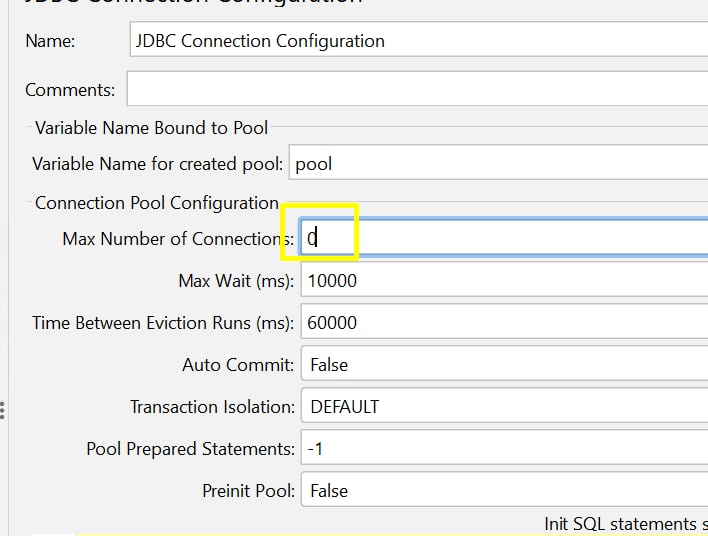 JDBC Connection Configuration
Name: JDBC Connection Configuration
Comments:
Variable Name Bound to Pool
Variable Name for created pool: pool
Connection Pool Configuration
Max Number of Connections: 0
Max Wait (ms): 10000
Time Between Eviction Runs (ms): 60000
Auto Commit: False
Transaction Isolation: DEFAULT
Pool Prepared Statements: -1
Preinit Pool: False
Init SQL statements s